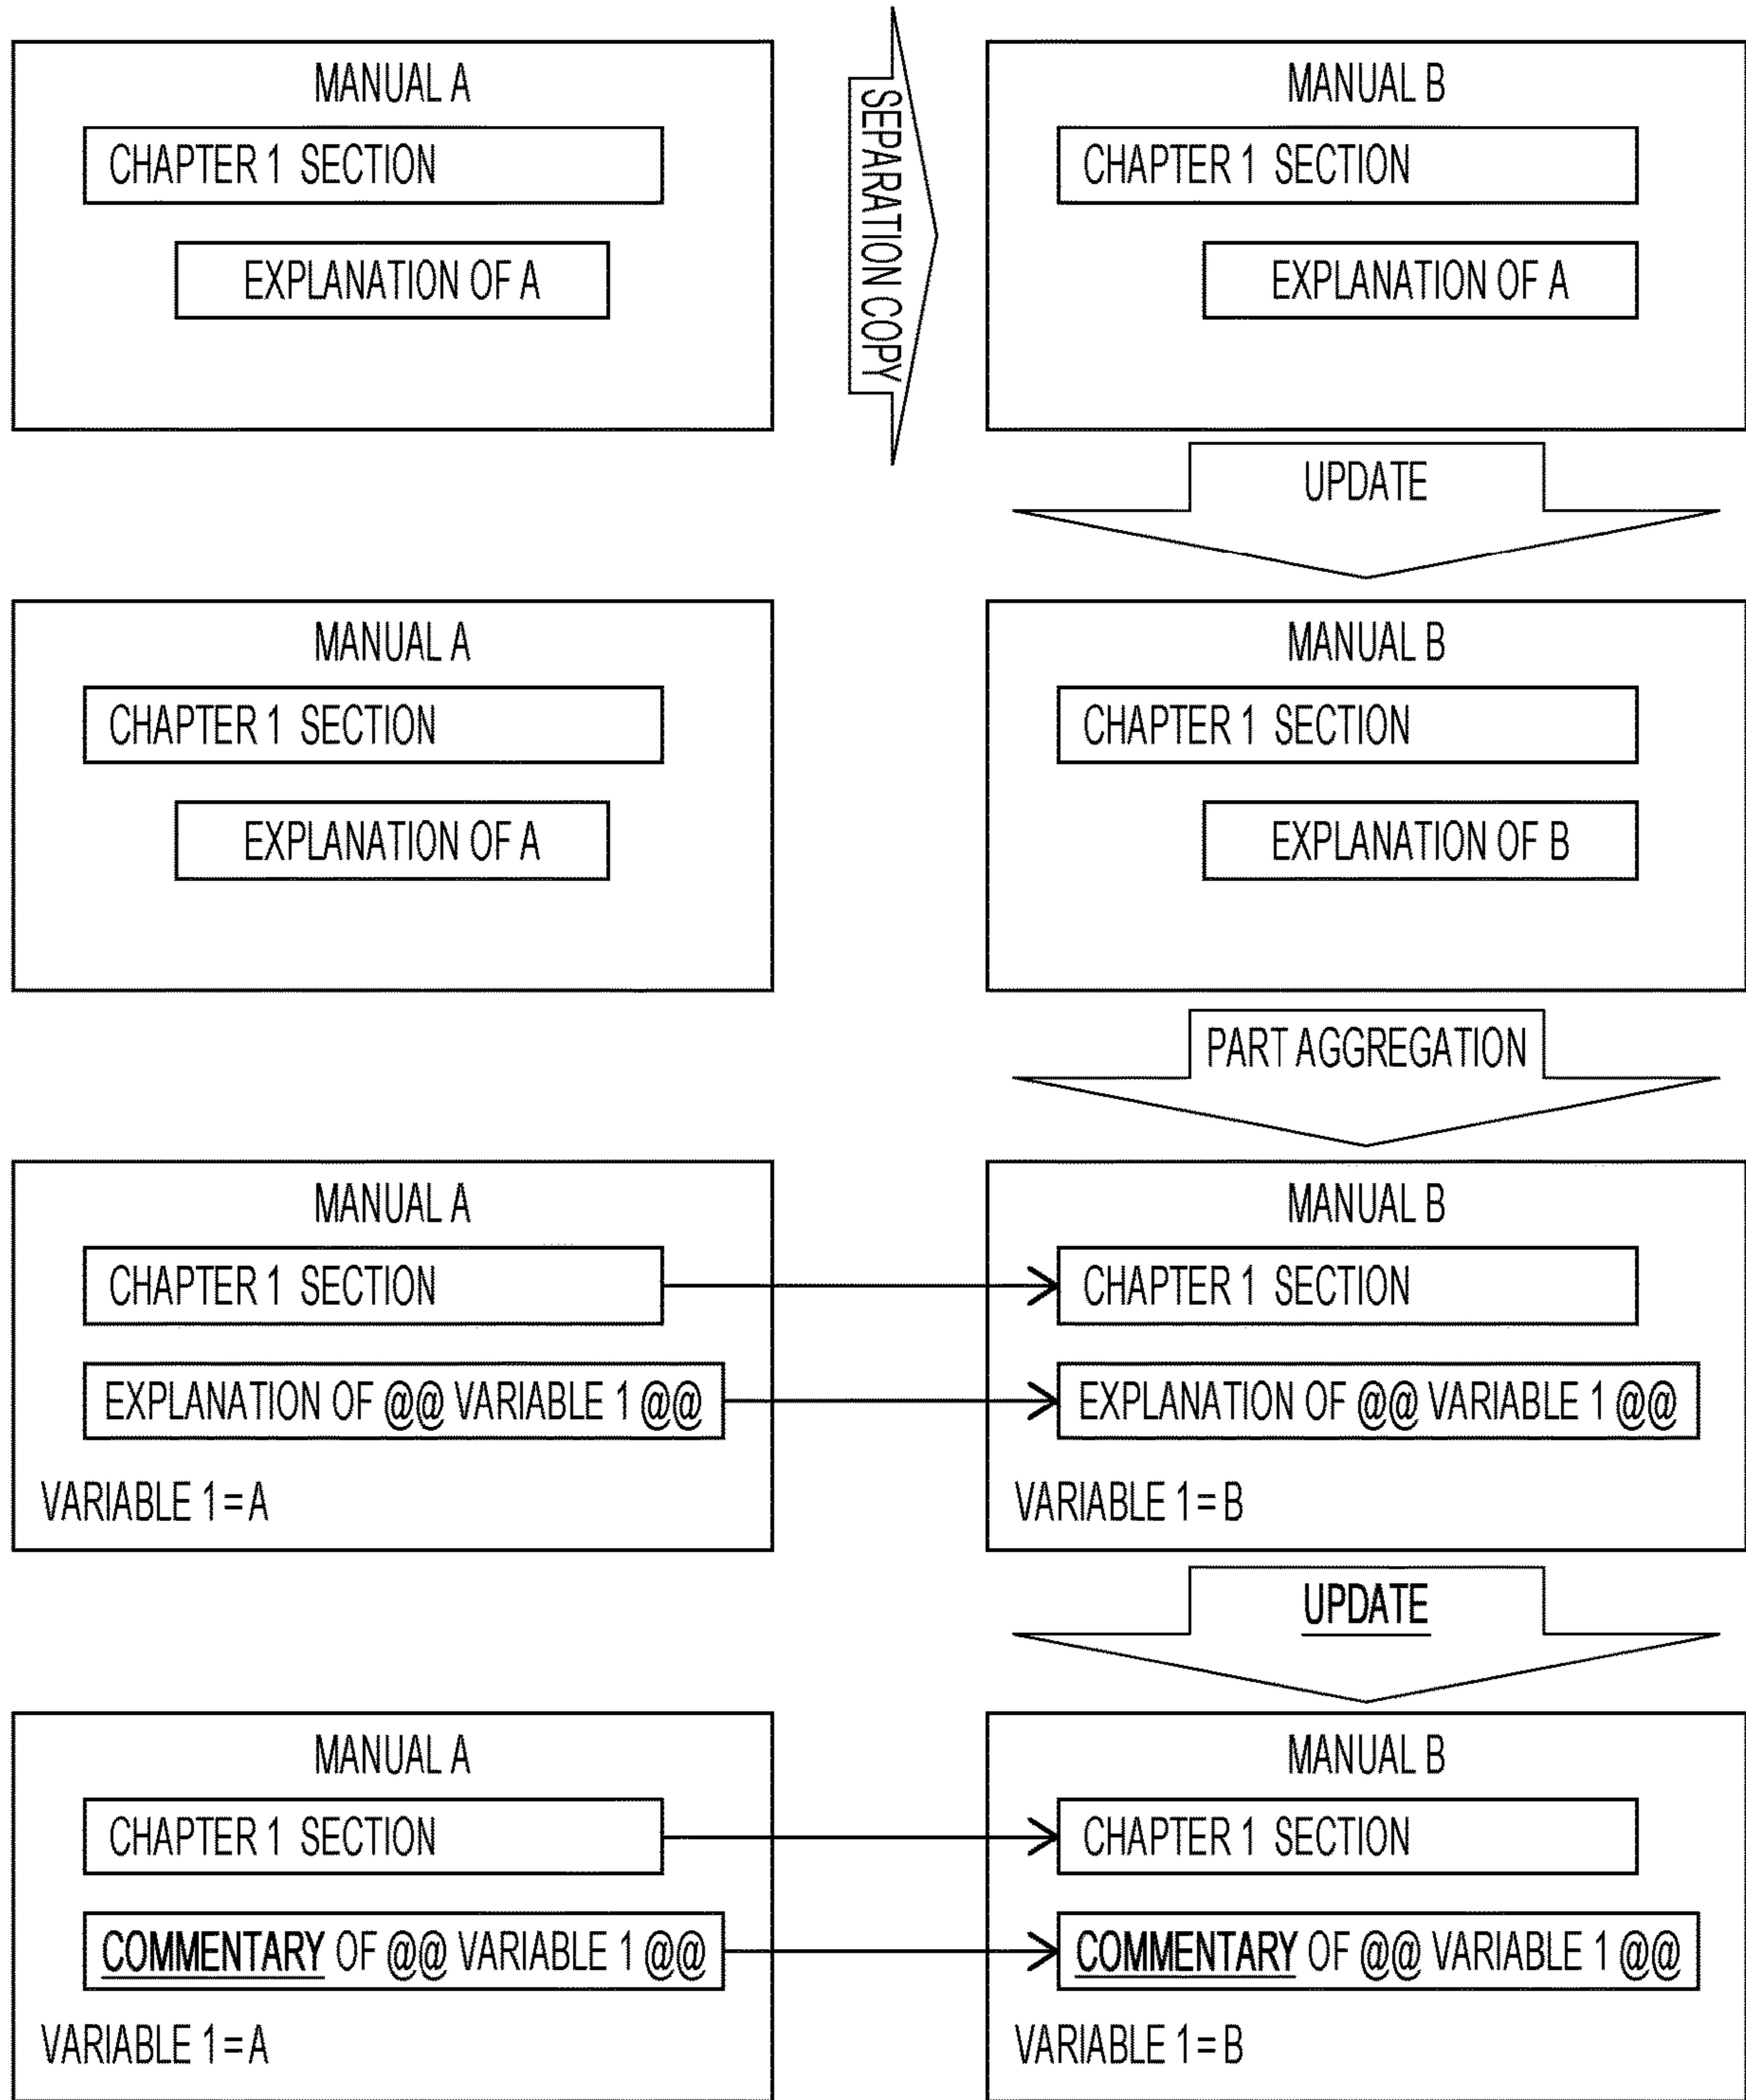 MANUAL A
CHAPTER 1 SECTION
EXPLANATION OF A
SEPARATION COPY
MANUAL B
CHAPTER 1 SECTION
EXPLANATION OF A
UPDATE
MANUAL A
CHAPTER 1 SECTION
EXPLANATION OF A
MANUAL B
CHAPTER 1 SECTION
EXPLANATION OF B
PART AGGREGATION
MANUAL A
CHAPTER 1 SECTION
EXPLANATION OF @@ VARIABLE 1 @@
VARIABLE 1 = A
MANUAL B
CHAPTER 1 SECTION
EXPLANATION OF @@ VARIABLE 1 @@
VARIABLE 1 = B
UPDATE
MANUAL A
CHAPTER 1 SECTION
COMMENTARY OF @@ VARIABLE 1 @@
VARIABLE 1 = A
MANUAL B
CHAPTER 1 SECTION
COMMENTARY OF @@ VARIABLE 1 @@
VARIABLE 1 = B